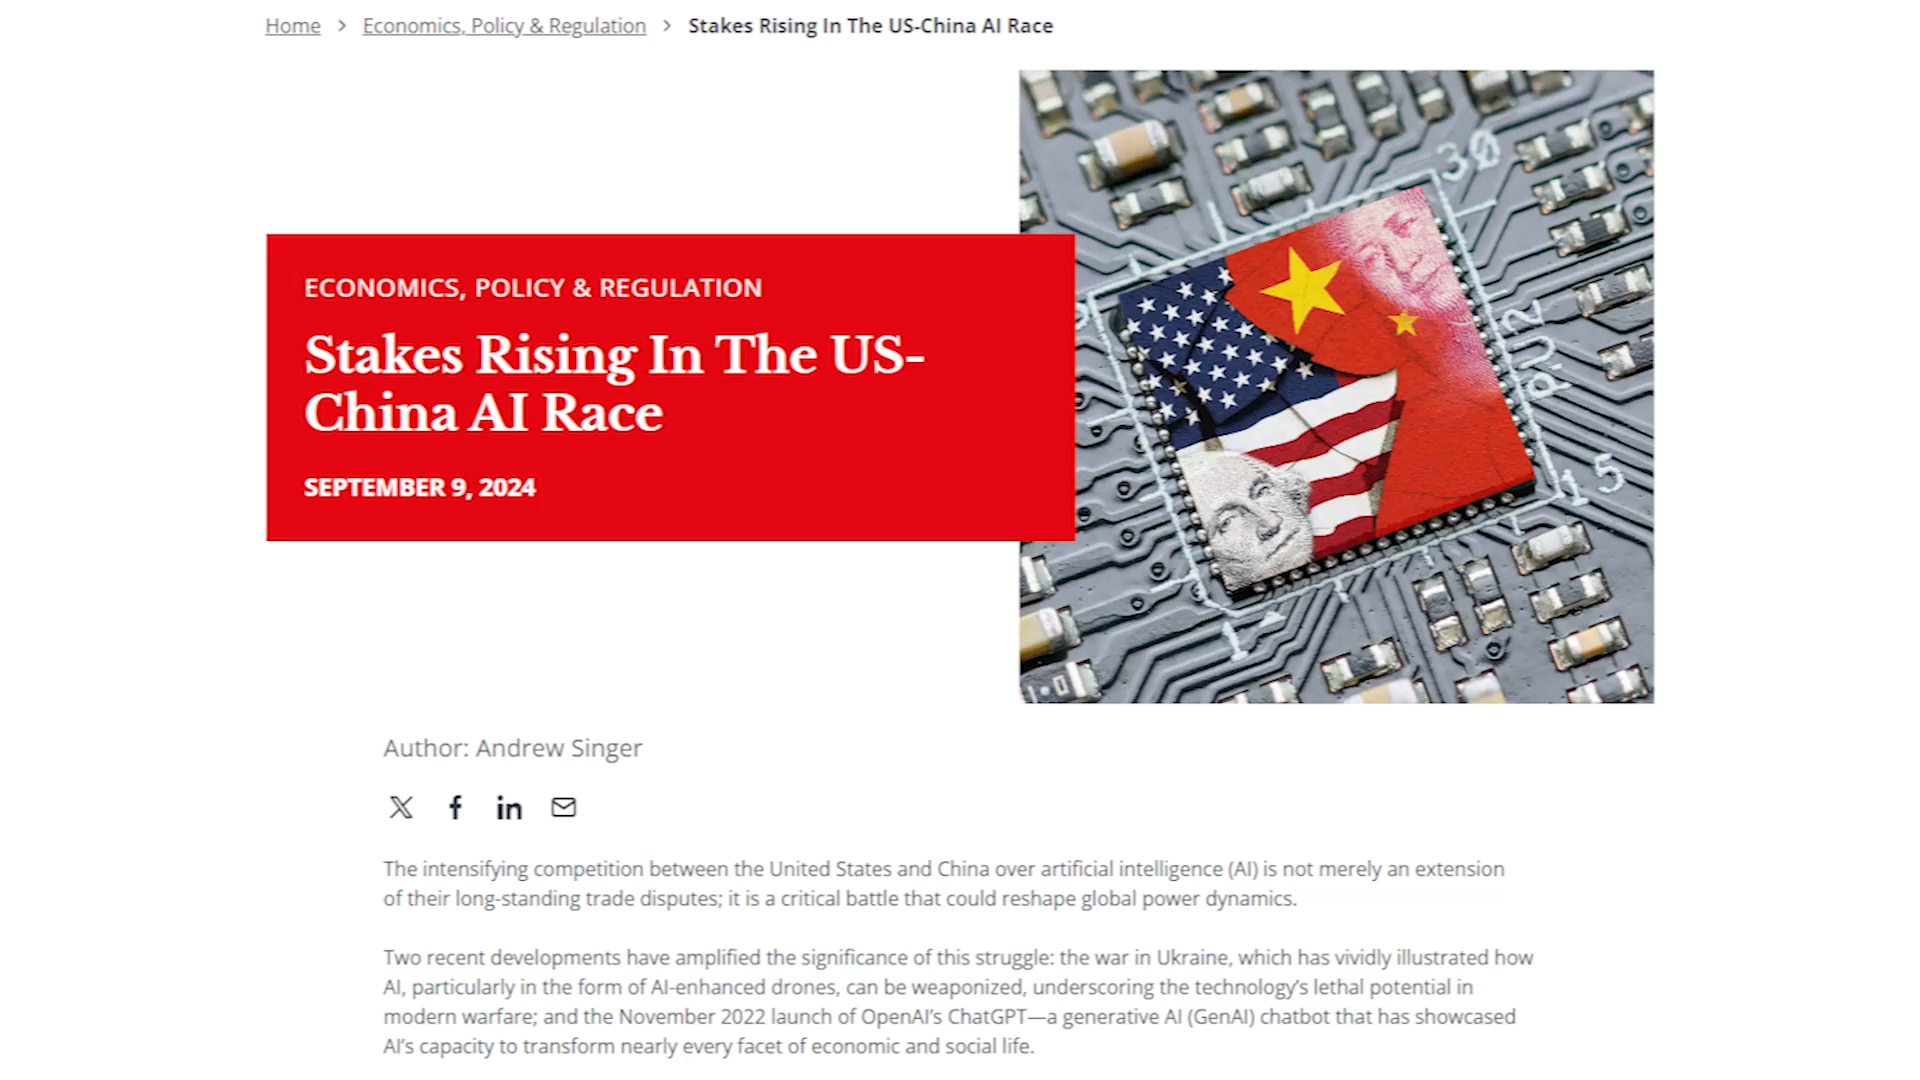 Home > Economics, Policy & Regulation > Stakes Rising In The US-China AI Race
ECONOMICS, POLICY & REGULATION
Stakes Rising In The US-
China AI Race
SEPTEMBER 9, 2024
30
RU2
15
1
Author: Andrew Singer
The intensifying competition between the United States and China over artificial intelligence (AI) is not merely an extension
of their long-standing trade disputes; it is a critical battle that could reshape global power dynamics.
Two recent developments have amplified the significance of this struggle: the war in Ukraine, which has vividly illustrated how
AI, particularly in the form of AI-enhanced drones, can be weaponized, underscoring the technology’s lethal potential in
modern warfare; and the November 2022 launch of OpenAI’s ChatGPT—a generative AI (GenAI) chatbot that has showcased
AI’s capacity to transform nearly every facet of economic and social life.